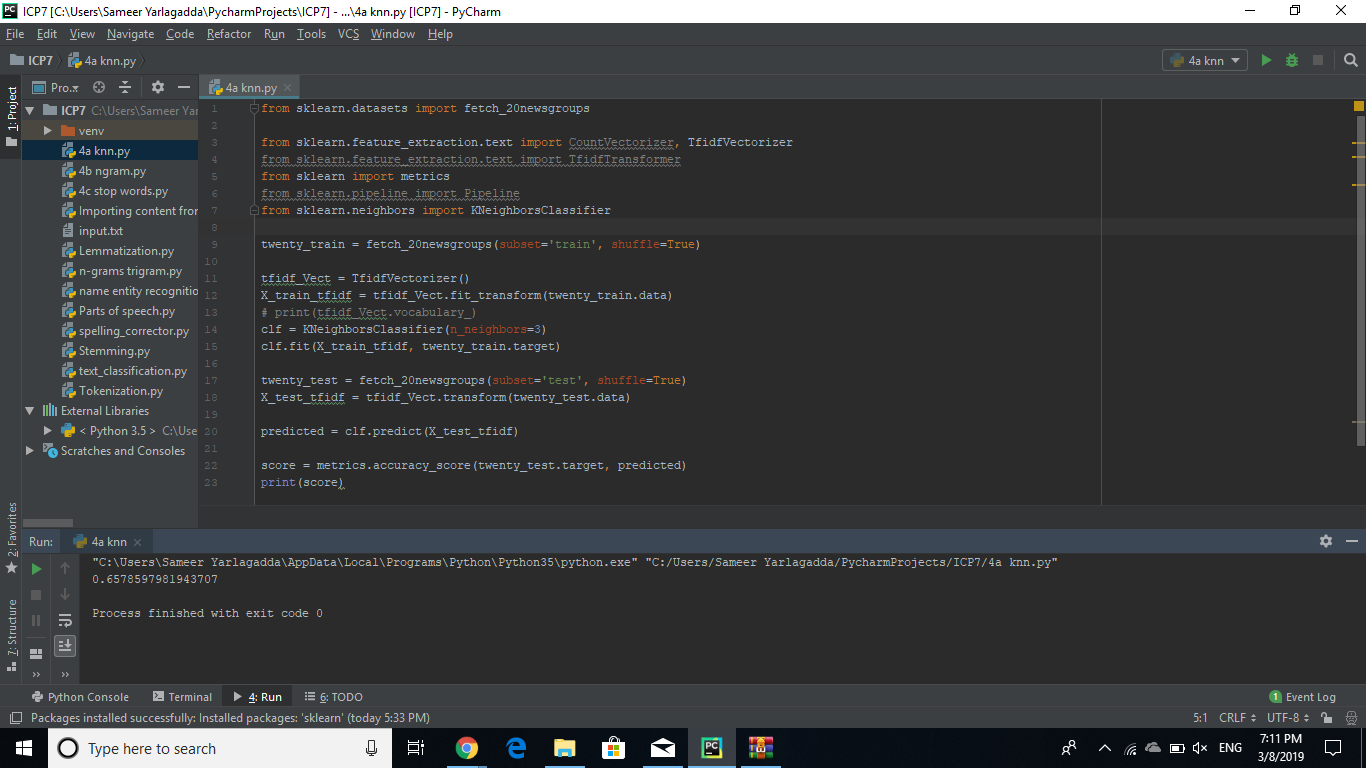 ICP7 [C:\Users\Sameer Yarlagadda\PycharmProjects\ICP7] - ...\4a knn.py [ICP7] - PyCharm
File Edit View Navigate Code Refactor Run Tools VCS Window Help
ICP7 4a knn.py
4a knn
1: Project
Pro..
4a knn.py
ICP7 C:\Users\Sameer Yar
venv
4a knn.py
4b ngram.py
4c stop words.py
Importing content fror
input.txt
Lemmatization.py
n-grams trigram.py
name entity recognitio
Parts of speech.py
spelling_corrector.py
Stemming.py
text_classification.py
Tokenization.py
External Libraries
< Python 3.5 > C:\Use
Scratches and Consoles
1 from sklearn.datasets import fetch_20newsgroups
2
3 from sklearn.feature_extraction.text import CountVectorizer, TfidfVectorizer
4 from sklearn.feature_extraction.text import TfidfTransformer
5 from sklearn import metrics
6 from sklearn.pipeline import Pipeline
7 from sklearn.neighbors import KNeighborsClassifier
8
9 twenty_train = fetch_20newsgroups(subset='train', shuffle=True)
10
11 tfidf_Vect = TfidfVectorizer()
12 X_train_tfidf = tfidf_Vect.fit_transform(twenty_train.data)
13 # print(tfidf_Vect.vocabulary_)
14 clf = KNeighborsClassifier(n_neighbors=3)
15 clf.fit(X_train_tfidf, twenty_train.target)
16
17 twenty_test = fetch_20newsgroups(subset='test', shuffle=True)
18 X_test_tfidf = tfidf_Vect.transform(twenty_test.data)
19
20 predicted = clf.predict(X_test_tfidf)
21
22 score = metrics.accuracy_score(twenty_test.target, predicted)
23 print(score)
2: Favorites
7: Structure
Run: 4a knn
"C:\Users\Sameer Yarlagadda\AppData\Local\Programs\Python\Python35\python.exe" "C:/Users/Sameer Yarlagadda/PycharmProjects/ICP7/4a knn.py"
0.6578597981943707
Process finished with exit code 0
Python Console Terminal 4: Run 6: TODO 1 Event Log
Packages installed successfully: Installed packages: 'sklearn' (today 5:33 PM) 5:1 CRLF UTF-8
Type here to search
ENG
7:11 PM
3/8/2019